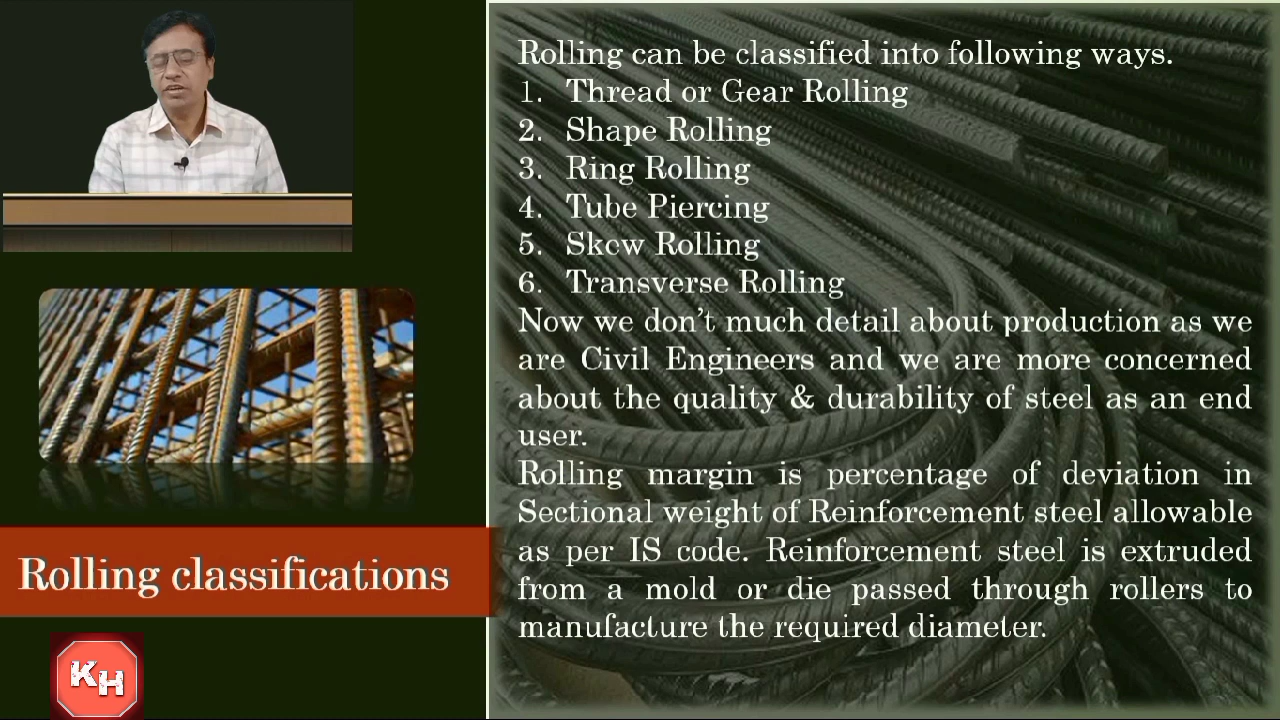 Rolling can be classified into following ways.
1. Thread or Gear Rolling
2. Shape Rolling
3. Ring Rolling
4. Tube Piercing
5. Skew Rolling
6. Transverse Rolling
Now we don't much detail about production as we
are Civil Engineers and we are more concerned
about the quality & durability of steel as an end
user.
Rolling margin is percentage of deviation in
Sectional weight of Reinforcement steel allowable
as per IS code. Reinforcement steel is extruded
from a mold or die passed through rollers to
manufacture the required diameter.
Rolling classifications
KH